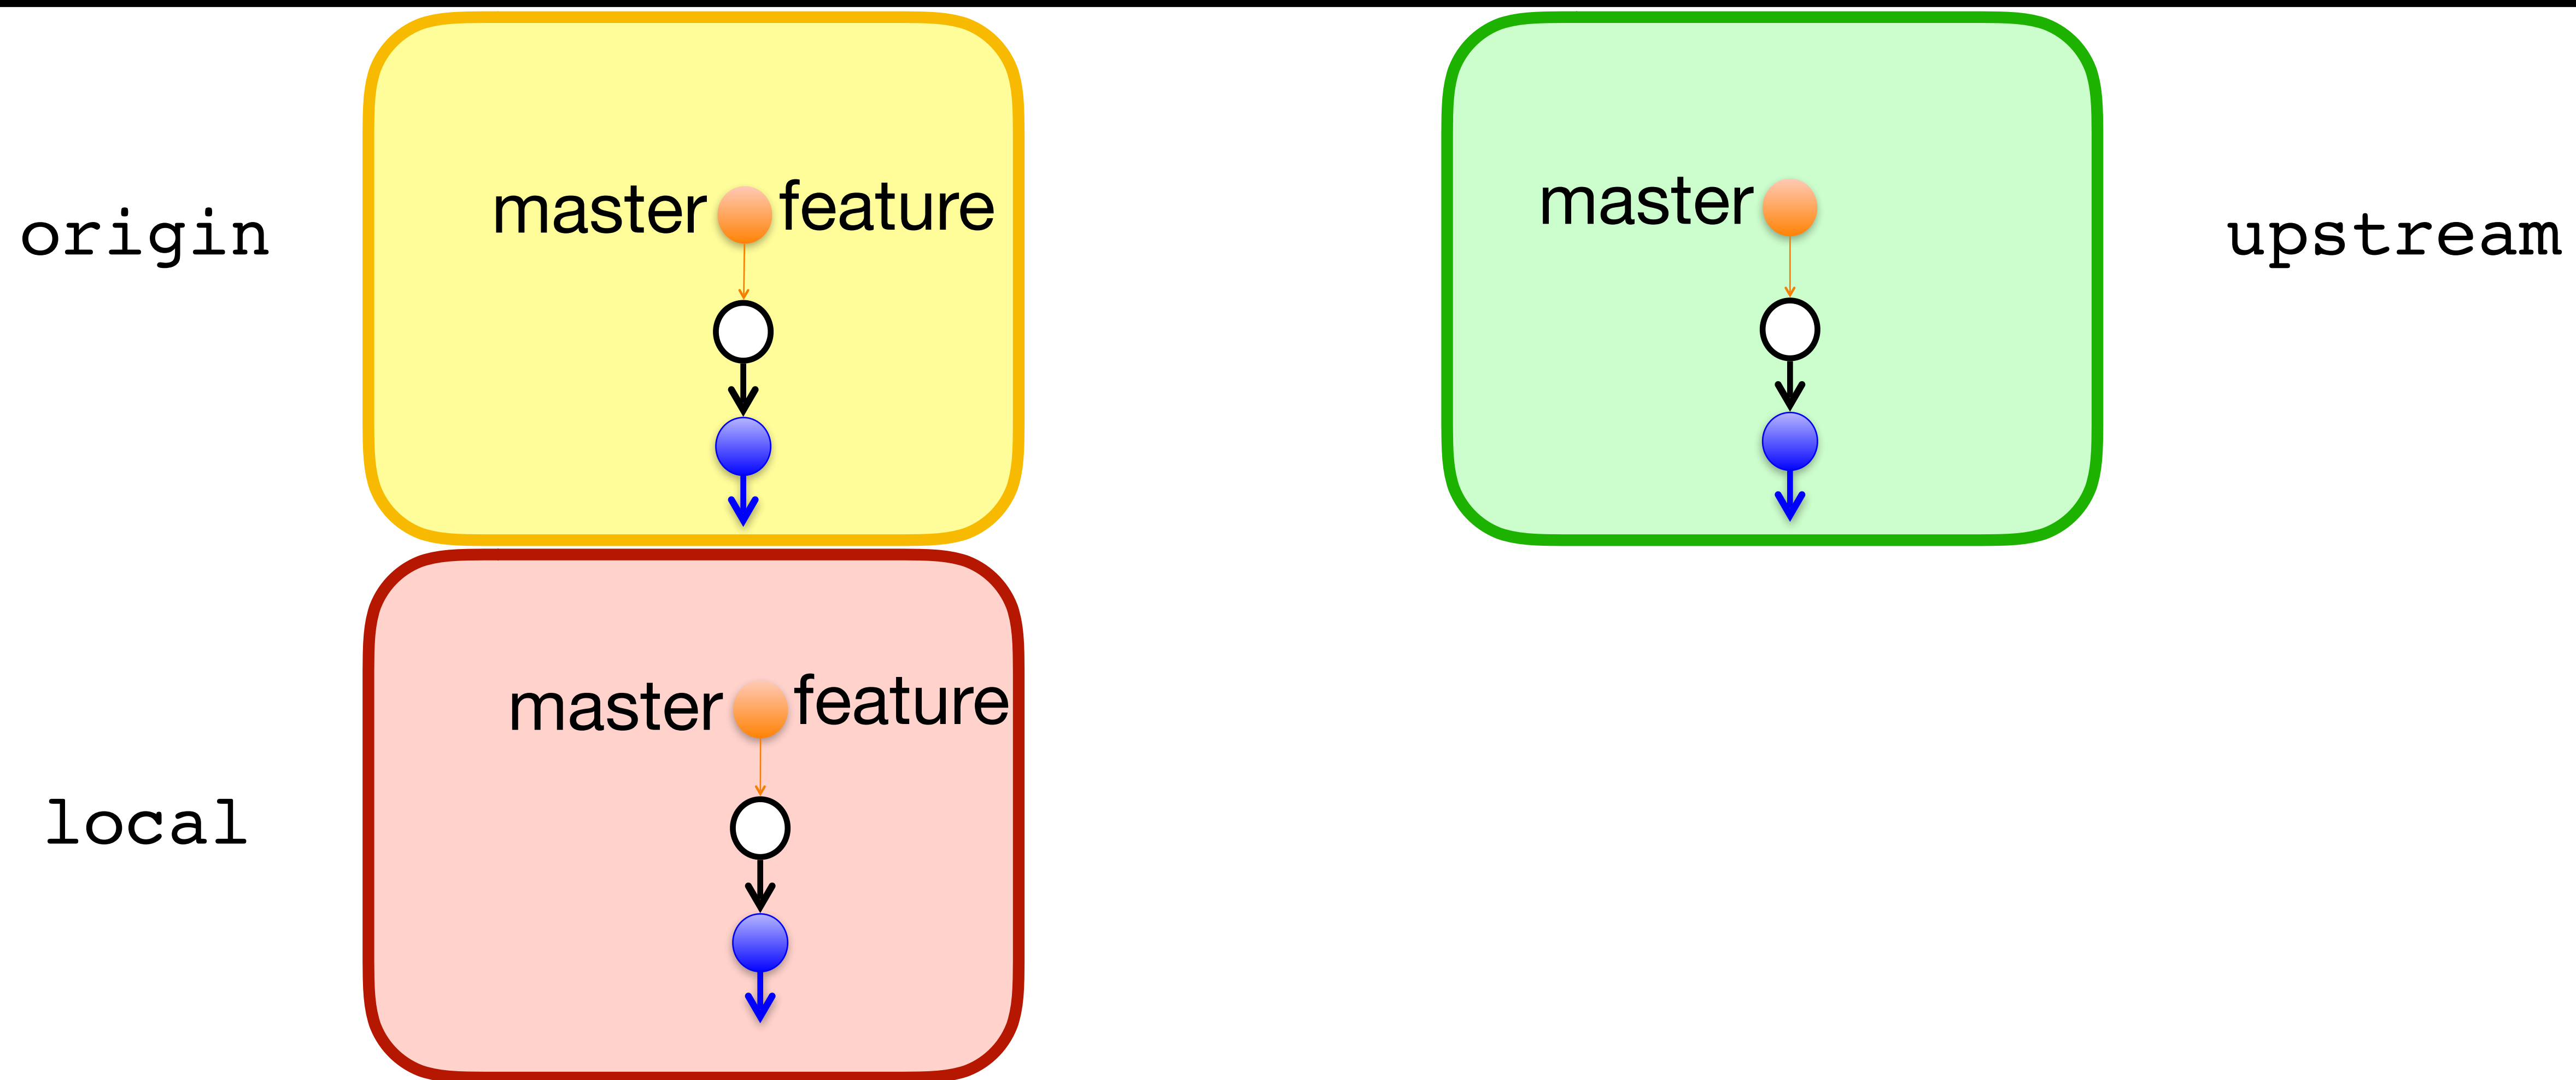 master feature
master
origin
upstream
master feature
local